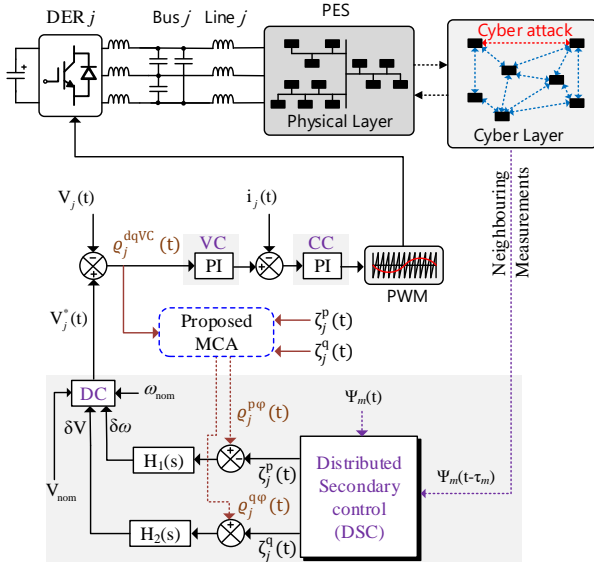 DER j
Bus j
Line j
PES
Physical Layer
Cyber attack
Cyber Layer
Neighbouring
Measurements
V_j(t)
ϱ_j^{dqVC}(t)
VC
PI
i_j(t)
CC
PI
PWM
V_j^*(t)
Proposed
MCA
ζ_j^p(t)
ζ_j^q(t)
DC
ω_nom
δV
δω
V_nom
H_1(s)
H_2(s)
ϱ_j^{pφ}(t)
ζ_j^p(t)
ϱ_j^{qφ}(t)
ζ_j^q(t)
Ψ_m(t)
Distributed
Secondary
control
(DSC)
Ψ_m(t-τ_m)